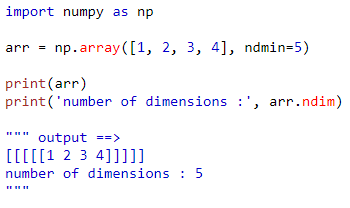 import numpy as np
arr = np.array([1, 2, 3, 4], ndmin=5)
print(arr)
print('number of dimensions :', arr.ndim)
""" output ==>
[[[[[1 2 3 4]]]]]
number of dimensions : 5
"""